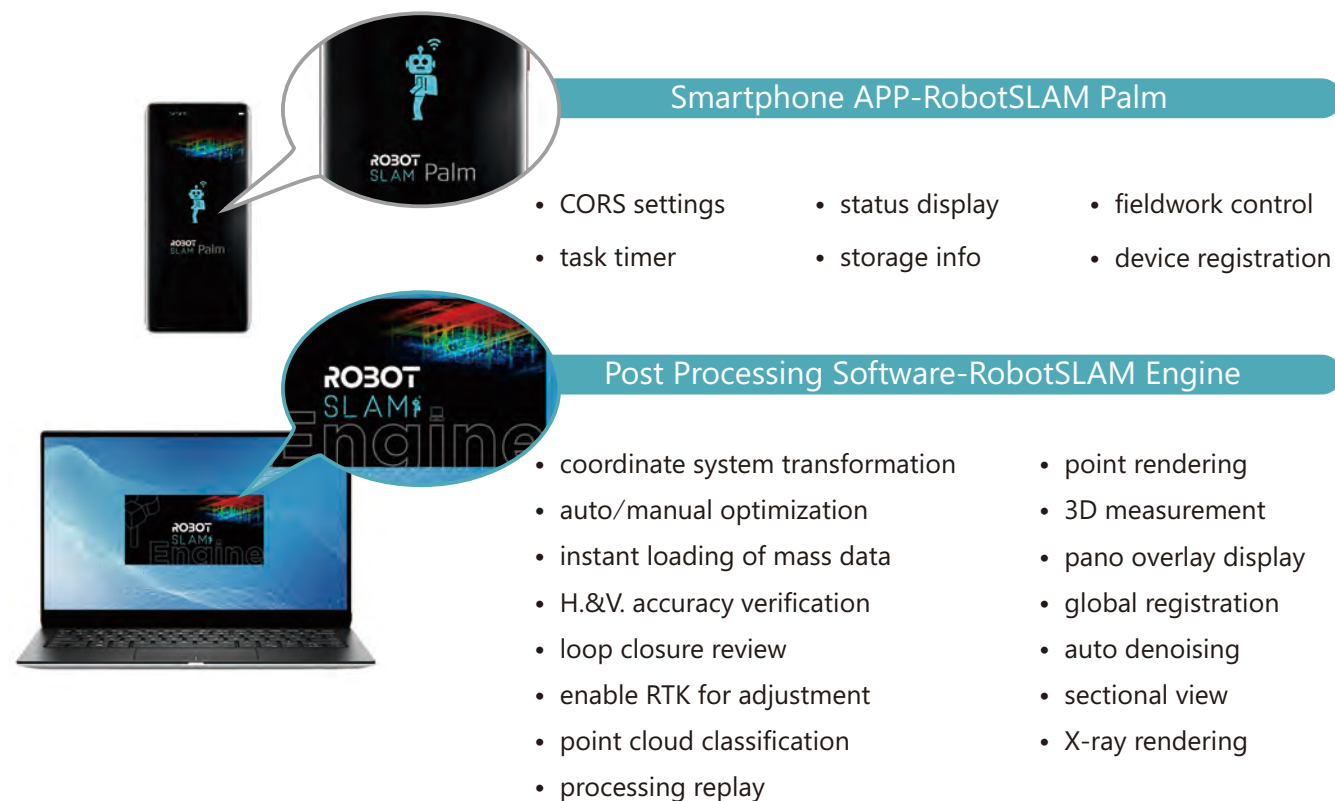 ROBOT
SLAM Palm
ROBOT
SLAM Palm
Smartphone APP-RobotSLAM Palm
• CORS settings
• status display
• fieldwork control
• task timer
• storage info
• device registration
ROBOT
SLAM
Engine
ROBOT
SLAM
Engine
Post Processing Software-RobotSLAM Engine
• coordinate system transformation
• auto/manual optimization
• instant loading of mass data
• H.&V. accuracy verification
• loop closure review
• enable RTK for adjustment
• point cloud classification
• processing replay
• point rendering
• 3D measurement
• pano overlay display
• global registration
• auto denoising
• sectional view
• X-ray rendering